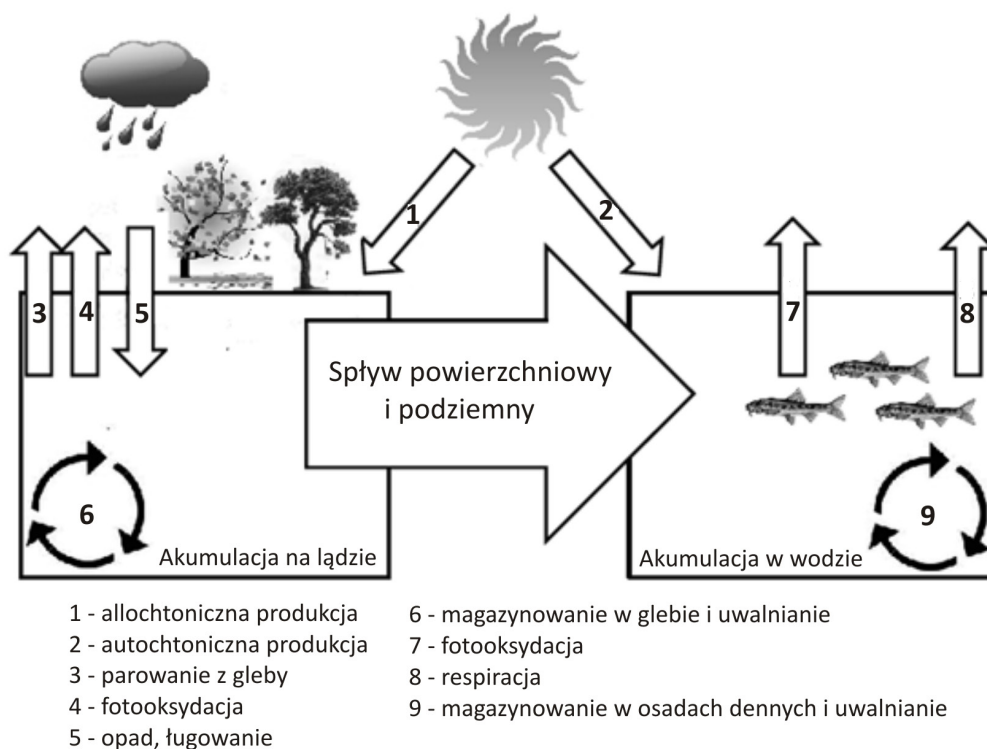 1
2
3
4
5
7
8
Spływ powierzchniowy
i podziemny
6
9
Akumulacja na lądzie
Akumulacja w wodzie
1 - allochtoniczna produkcja
2 - autochtoniczna produkcja
3 - parowanie z gleby
4 - fotooksydacja
5 - opad, ługowanie
6 - magazynowanie w glebie i uwalnianie
7 - fotooksydacja
8 - respiracja
9 - magazynowanie w osadach dennych i uwalnianie